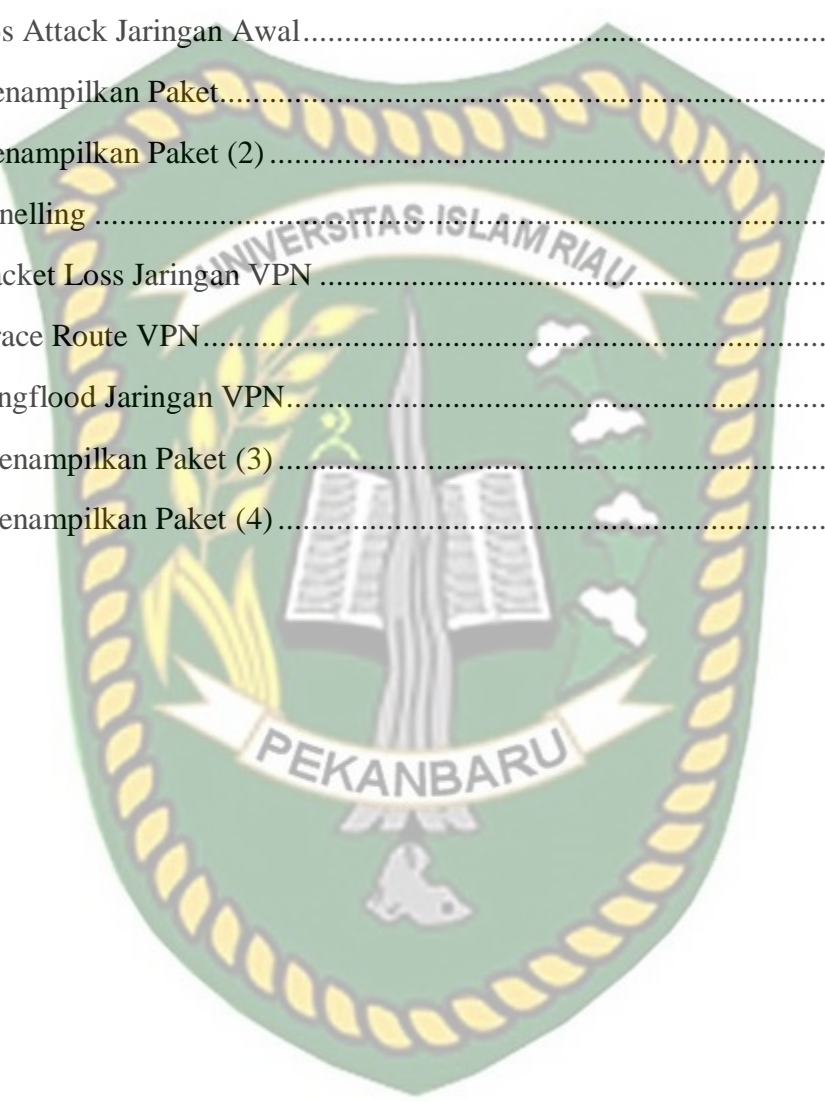 s Attack Jaringan Awal
enampilkan Paket
enampilkan Paket (2)
nelling
acket Loss Jaringan VPN
race Route VPN
ngflood Jaringan VPN
enampilkan Paket (3)
enampilkan Paket (4)
UNIVERSITAS ISLAM RIAU
PEKANBARU